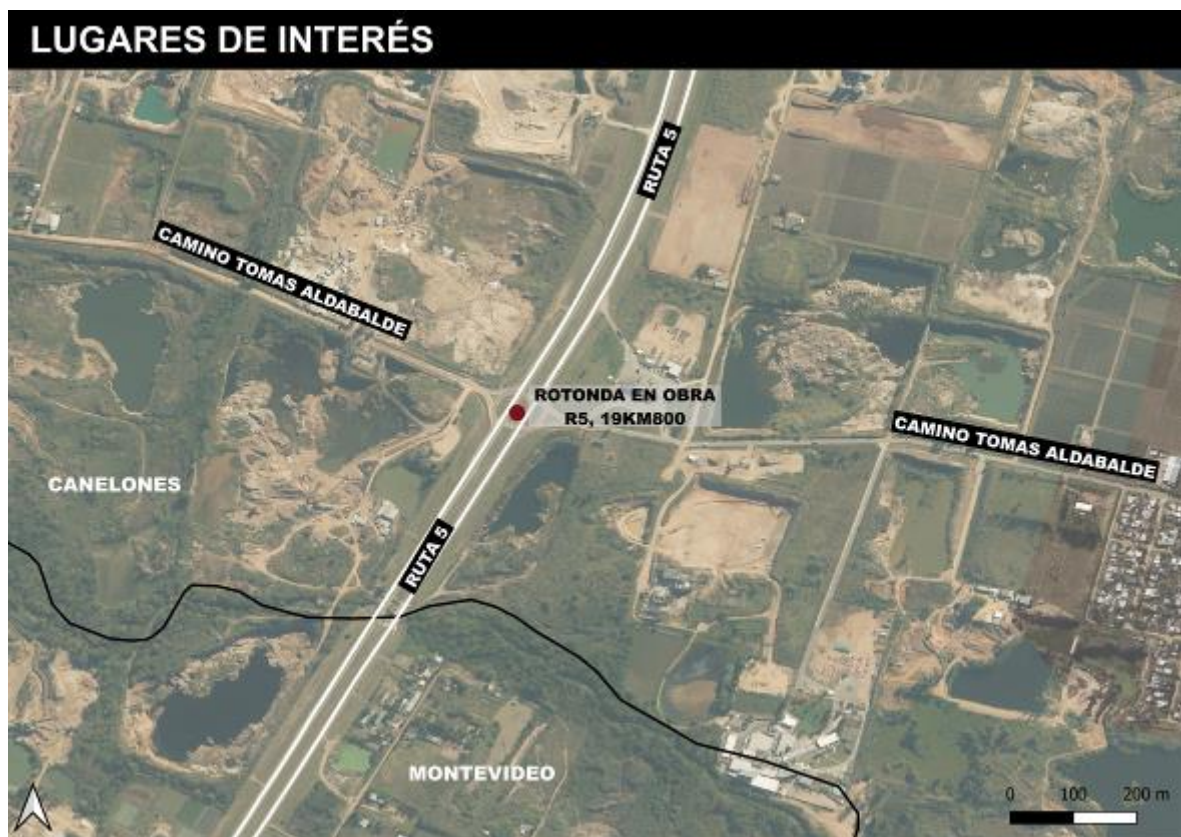 LUGARES DE INTERÉS
RUTA 5
CAMINO TOMAS ALDABALDE
ROTONDA EN OBRA
R5, 19KM800
CAMINO TOMAS ALDABALDE
CANELONES
RUTA 5
MONTEVIDEO
0 100 200 m